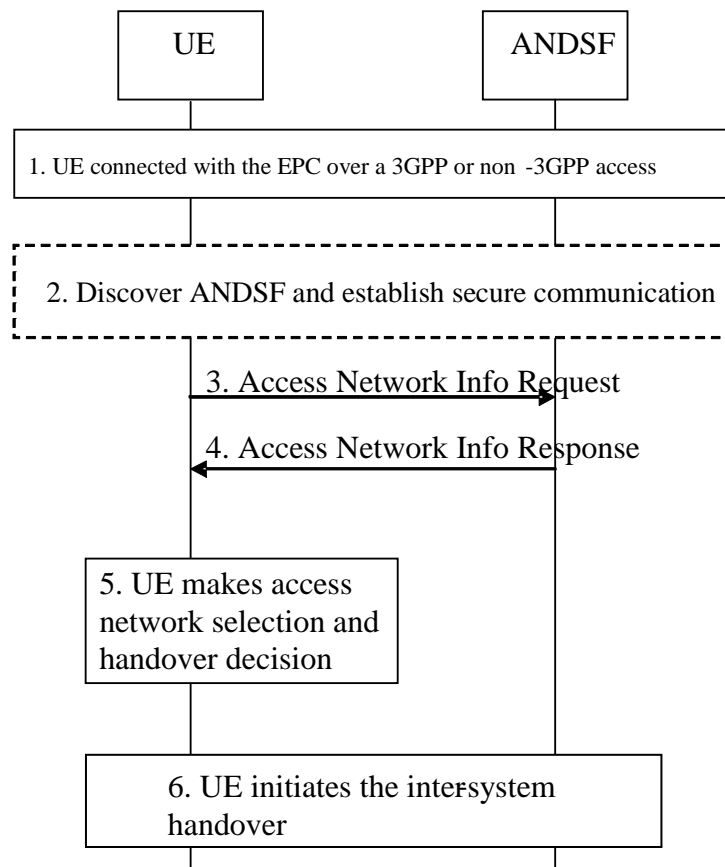 UE
ANDSF
1. UE connected with the EPC over a 3GPP or non -3GPP access
2. Discover ANDSF and establish secure communication
3. Access Network Info Request
4. Access Network Info Response
5. UE makes access
network selection and
handover decision
6. UE initiates the inter-system
handover